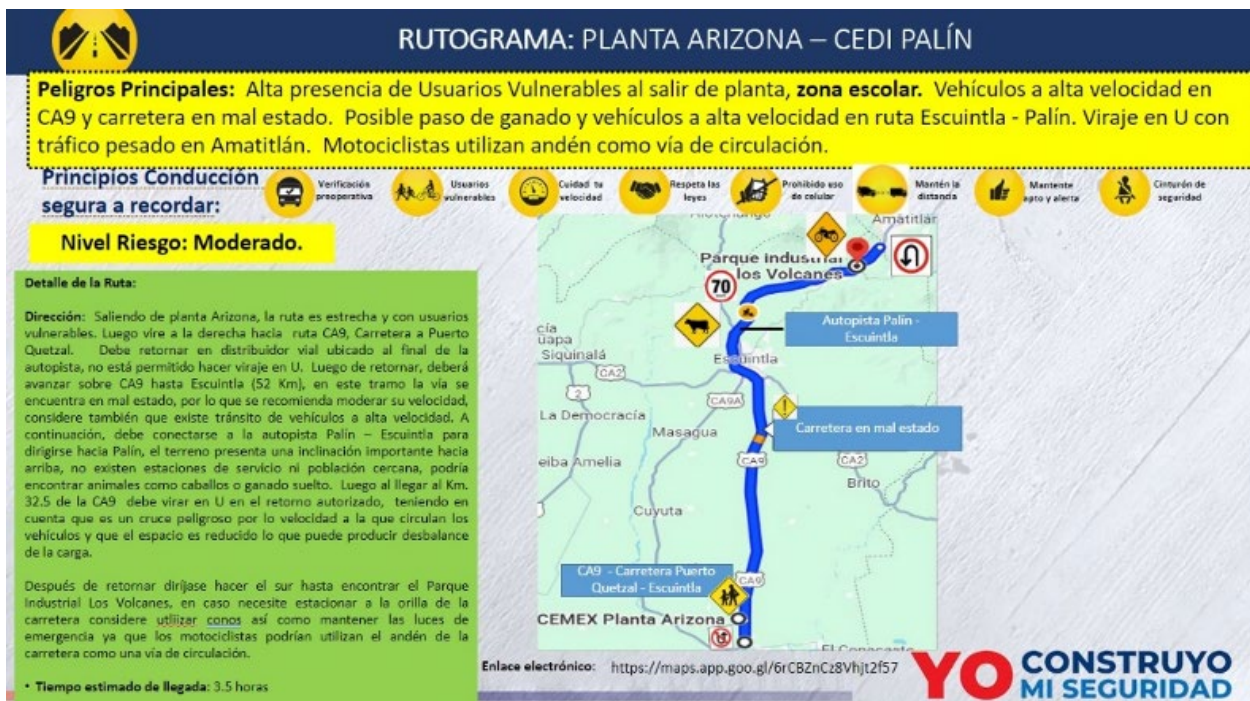 RUTOGRAMA: PLANTA ARIZONA – CEDI PALÍN
Peligros Principales: Alta presencia de Usuarios Vulnerables al salir de planta, zona escolar. Vehículos a alta velocidad en
CA9 y carretera en mal estado. Posible paso de ganado y vehículos a alta velocidad en ruta Escuintla - Palín. Viraje en U con
tráfico pesado en Amatitlán. Motociclistas utilizan andén como vía de circulación.
Principios Conducción
segura a recordar:
Verificación
preoperativa
Usuarios
vulnerables
Cuidad tu
velocidad
Respeta las
leyes
Prohibido uso
de celular
Mantén la
distancia
Mantente
apto y alerta
Cinturón de
seguridad
Nivel Riesgo: Moderado.
Detalle de la Ruta:
Dirección: Saliendo de planta Arizona, la ruta es estrecha y con usuarios
vulnerables. Luego vire a la derecha hacia ruta CA9, Carretera a Puerto
Quetzal. Debe retornar en distribuidor vial ubicado al final de la
autopista, no está permitido hacer viraje en U. Luego de retornar, deberá
avanzar sobre CA9 hasta Escuintla (52 Km), en este tramo la vía se
encuentra en mal estado, por lo que se recomienda moderar su velocidad,
considere también que existe tránsito de vehículos a alta velocidad. A
continuación, debe conectarse a la autopista Palín – Escuintla para
dirigirse hacia Palín, el terreno presenta una inclinación importante hacia
arriba, no existen estaciones de servicio ni población cercana, podría
encontrar animales como caballos o ganado suelto. Luego al llegar al Km.
32.5 de la CA9 debe virar en U en el retorno autorizado, teniendo en
cuenta que es un cruce peligroso por lo velocidad a la que circulan los
vehículos y que el espacio es reducido lo que puede producir desbalance
de la carga.
Después de retornar diríjase hacer el sur hasta encontrar el Parque
Industrial Los Volcanes, en caso necesite estacionar a la orilla de la
carretera considere utilizar conos así como mantener las luces de
emergencia ya que los motociclistas podrían utilizan el andén de la
carretera como una vía de circulación.
• Tiempo estimado de llegada: 3.5 horas
Amatitlán
Parque industrial
los Volcanes
70
Autopista Palín -
Escuintla
cía
uapa
Siquinalá
Escuintla
CA2
2
CA9A
La Democracia
Masagua
Carretera en mal estado
eiba Amelia
CA9
CA2
Brito
Cuyuta
CA9 - Carretera Puerto
Quetzal - Escuintla
CA9
CEMEX Planta Arizona
Enlace electrónico: https://maps.app.goo.gl/6rCBZnCz8Vhjt2f57
YO CONSTRUYO
MI SEGURIDAD